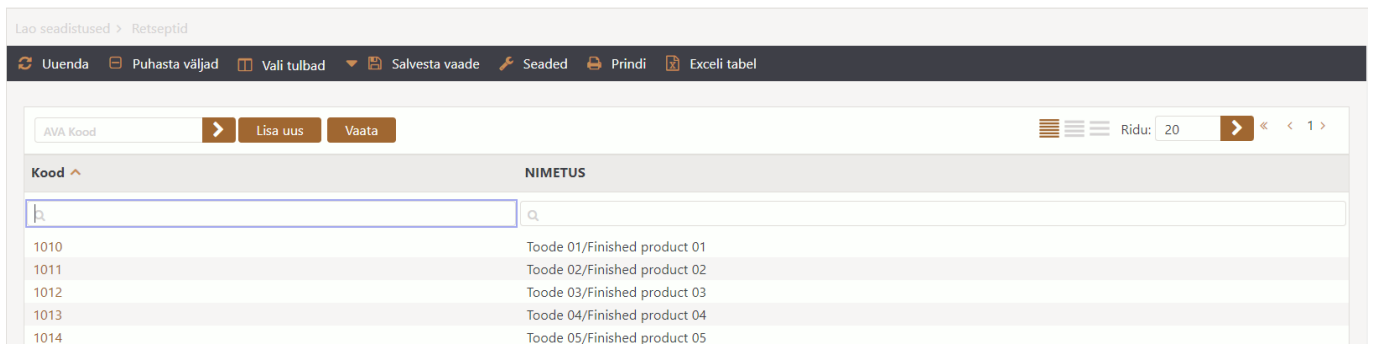 Lao seadistused > Retseptid
Uuenda Puhasta väljad Vali tulbad Salvesta vaade Seaded Prindi Exceli tabel
AVA Kood Lisa uus Vaata Ridu: 20 « < 1 >
Kood NIMETUS
1010 Toode 01/Finished product 01
1011 Toode 02/Finished product 02
1012 Toode 03/Finished product 03
1013 Toode 04/Finished product 04
1014 Toode 05/Finished product 05